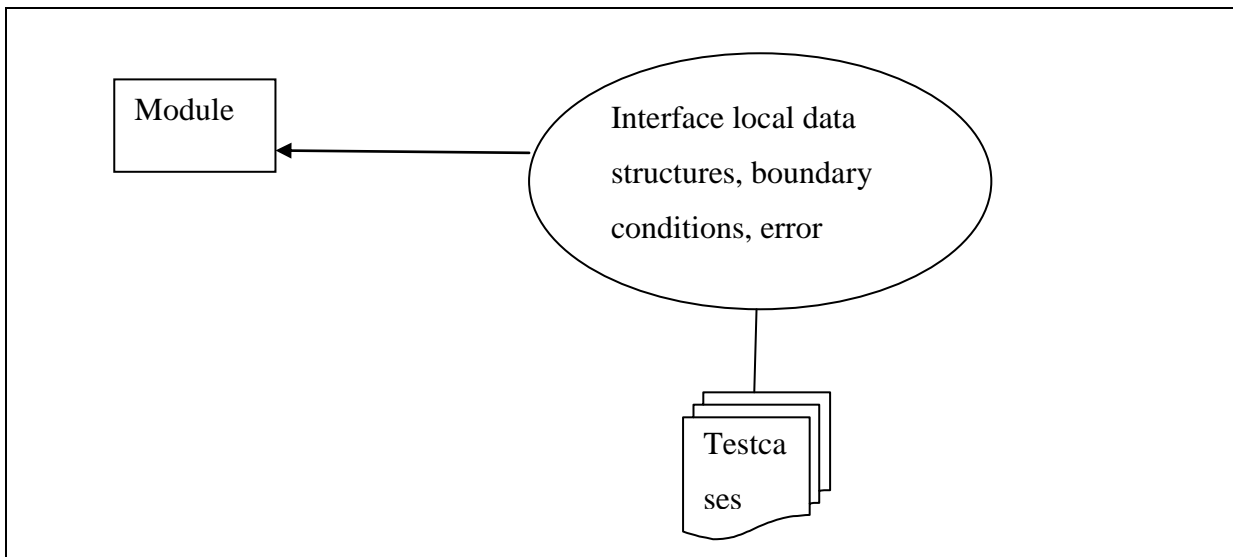 Module
Interface local data
structures, boundary
conditions, error
Testca
ses